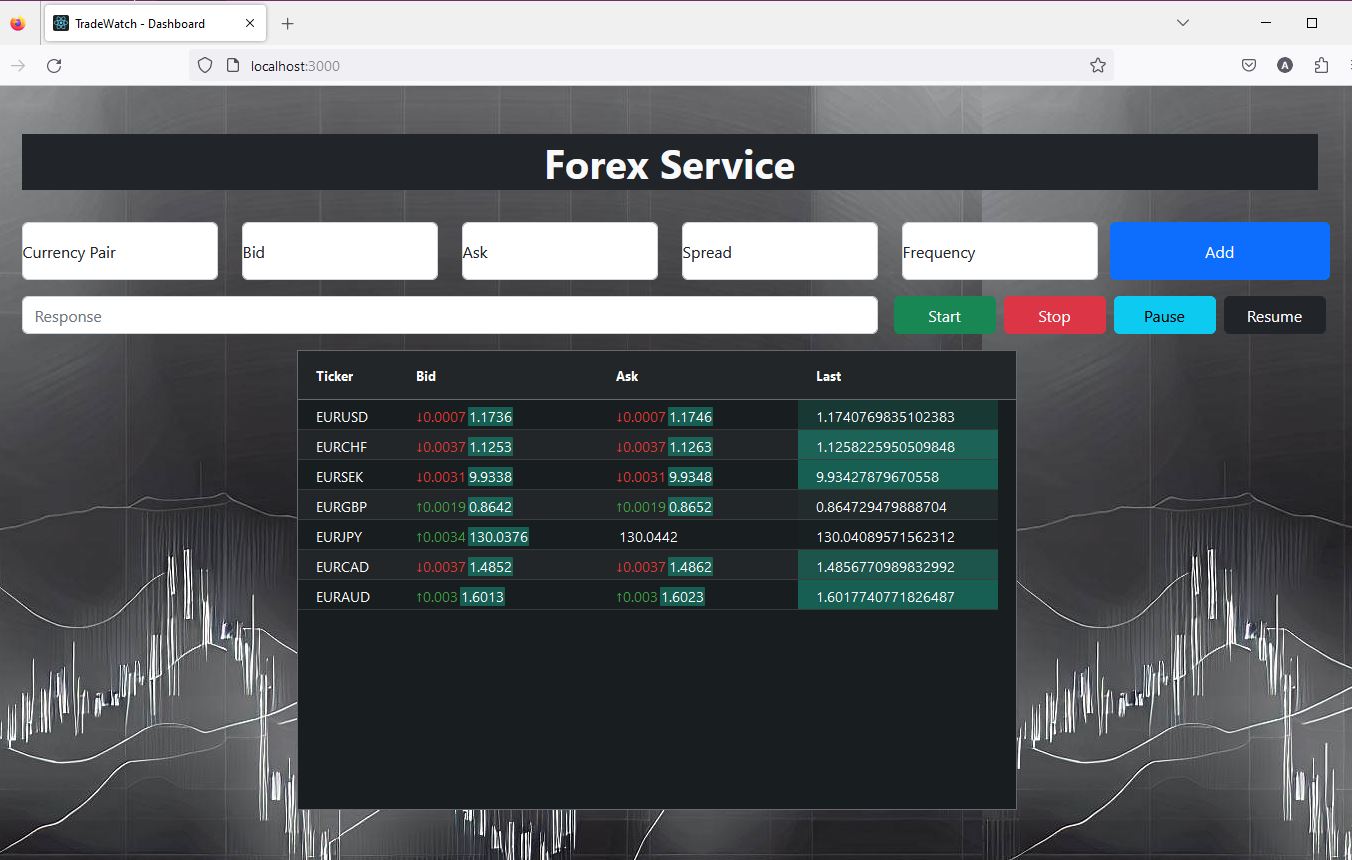 TradeWatch - Dashboard
localhost:3000
A
Forex Service
Currency Pair Bid Ask Spread Frequency Add
Response Start Stop Pause Resume
Ticker Bid Ask Last
EURUSD ↓0.0007 1.1736 ↓0.0007 1.1746 1.1740769835102383
EURCHF ↓0.0037 1.1253 ↓0.0037 1.1263 1.1258225950509848
EURSEK ↓0.0031 9.9338 ↓0.0031 9.9348 9.93427879670558
EURGBP ↑0.0019 0.8642 ↑0.0019 0.8652 0.864729479888704
EURJPY ↑0.0034 130.0376 130.0442 130.04089571562312
EURCAD ↓0.0037 1.4852 ↓0.0037 1.4862 1.4856770989832992
EURAUD ↑0.003 1.6013 ↑0.003 1.6023 1.6017740771826487